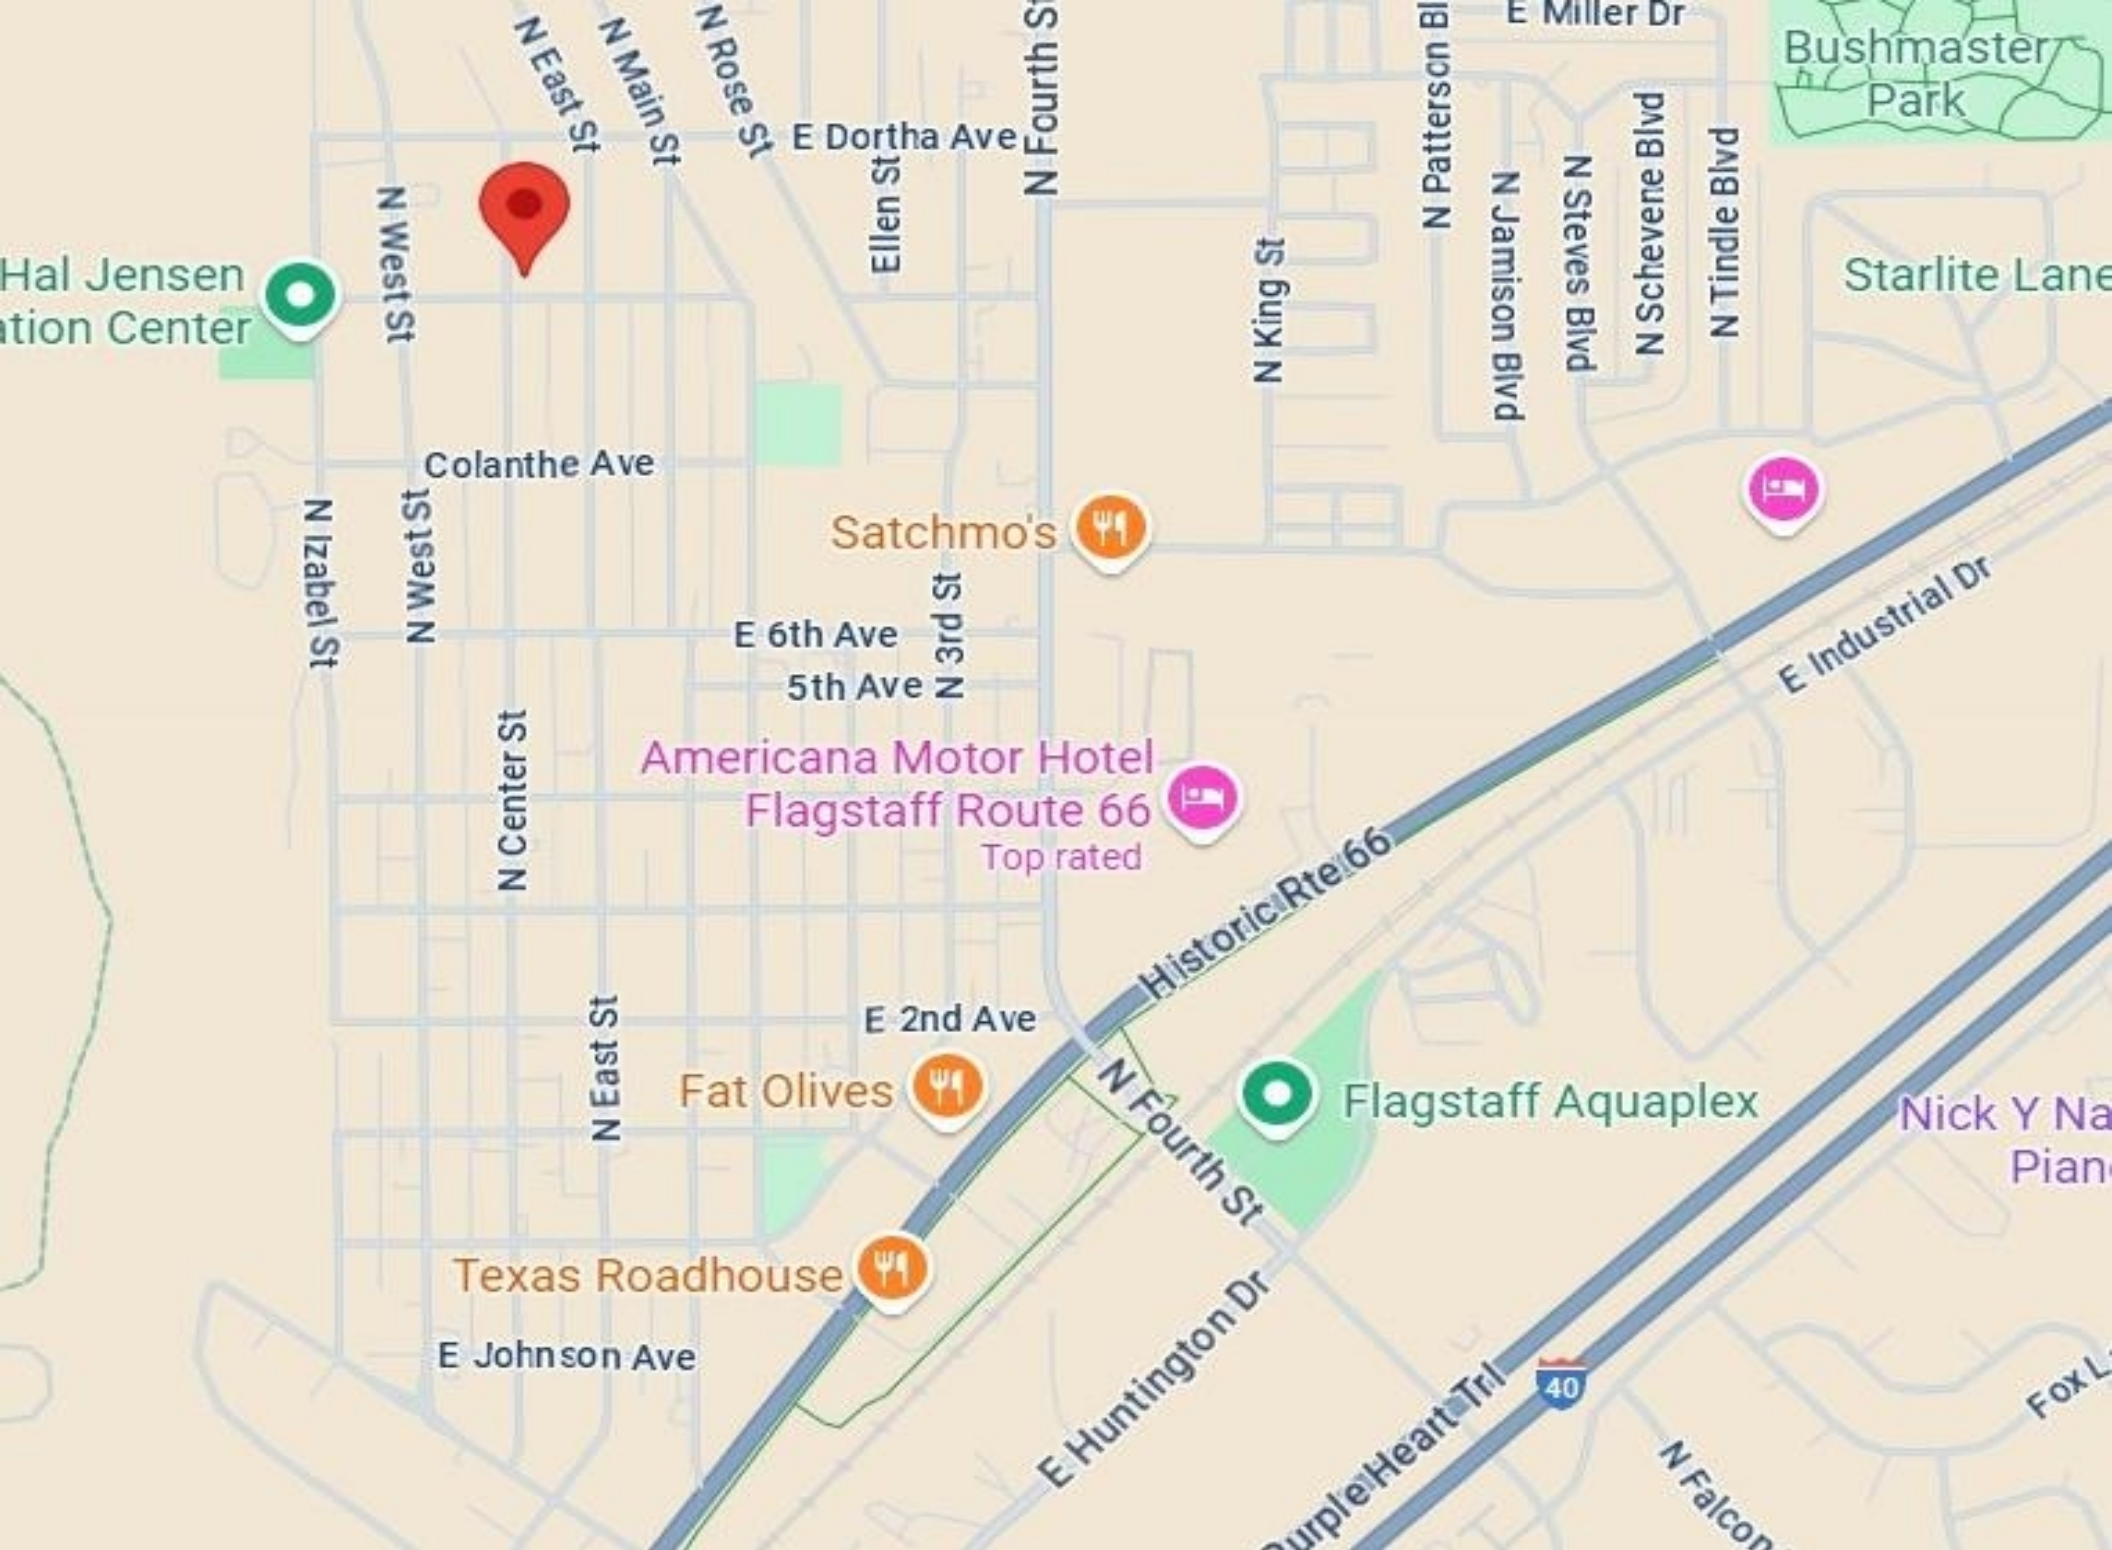 E Miller Dr
Bushmaster
Park
N East St
N Main St
N Rose St
N Fourth St
N Patterson Bl
E Dortha Ave
Ellen St
N West St
N King St
N Jamison Blvd
N Steves Blvd
N Schevene Blvd
N Tindle Blvd
Hal Jensen
ation Center
Starlite Lane
Colanthe Ave
N Izabel St
N West St
Satchmo's
N 3rd St
E 6th Ave
5th Ave
E Industrial Dr
N Center St
Americana Motor Hotel
Flagstaff Route 66
Top rated
Historic Rte 66
E 2nd Ave
N East St
Fat Olives
N Fourth St
Flagstaff Aquaplex
Nick Y Na
Pian
Texas Roadhouse
E Johnson Ave
E Huntington Dr
Purple Heart Trl
40
Fox L
N Falcon